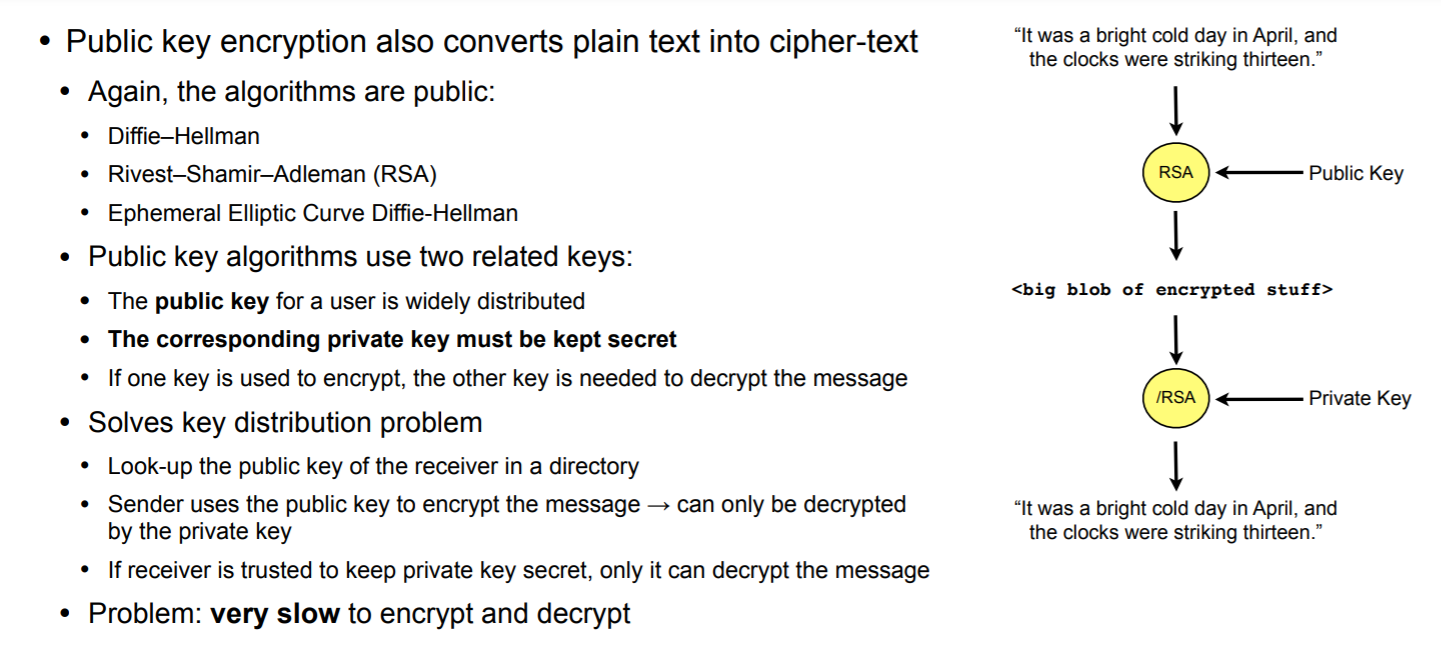 • Public key encryption also converts plain text into cipher-text
• Again, the algorithms are public:
• Diffie–Hellman
• Rivest–Shamir–Adleman (RSA)
• Ephemeral Elliptic Curve Diffie-Hellman
• Public key algorithms use two related keys:
• The public key for a user is widely distributed
• The corresponding private key must be kept secret
• If one key is used to encrypt, the other key is needed to decrypt the message
• Solves key distribution problem
• Look-up the public key of the receiver in a directory
• Sender uses the public key to encrypt the message → can only be decrypted
by the private key
• If receiver is trusted to keep private key secret, only it can decrypt the message
• Problem: very slow to encrypt and decrypt
“It was a bright cold day in April, and
the clocks were striking thirteen.”
RSA
Public Key
<big blob of encrypted stuff>
/RSA
Private Key
“It was a bright cold day in April, and
the clocks were striking thirteen.”